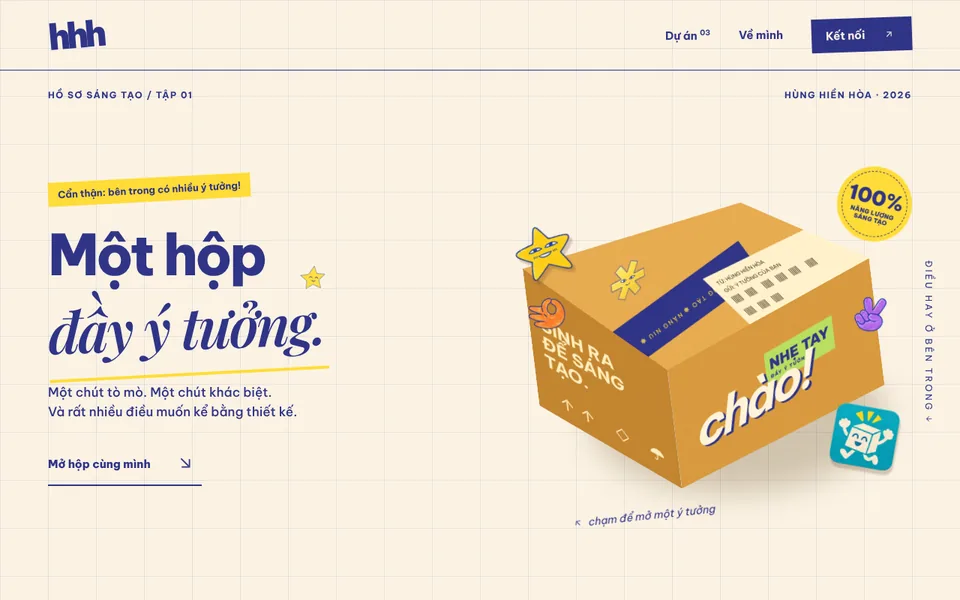 hhh
Dự án 03
Về mình
Kết nối
HỒ SƠ SÁNG TẠO / TẬP 01
HÙNG HIỀN HÒA · 2026
Cẩn thận: bên trong có nhiều ý tưởng!
Một hộp
đầy ý tưởng.
Một chút tò mò. Một chút khác biệt.
Và rất nhiều điều muốn kể bằng thiết kế.
Mở hộp cùng mình
100%
NĂNG LƯỢNG
SÁNG TẠO
TỪ HÙNG HIỀN HÒA
GỬI Ý TƯỞNG CỦA BẠN
SINH RA
ĐỂ SÁNG
TẠO.
NHẸ TAY
chào!
ĐIỀU HAY Ở BÊN TRONG ↓
↖ chạm để mở một ý tưởng